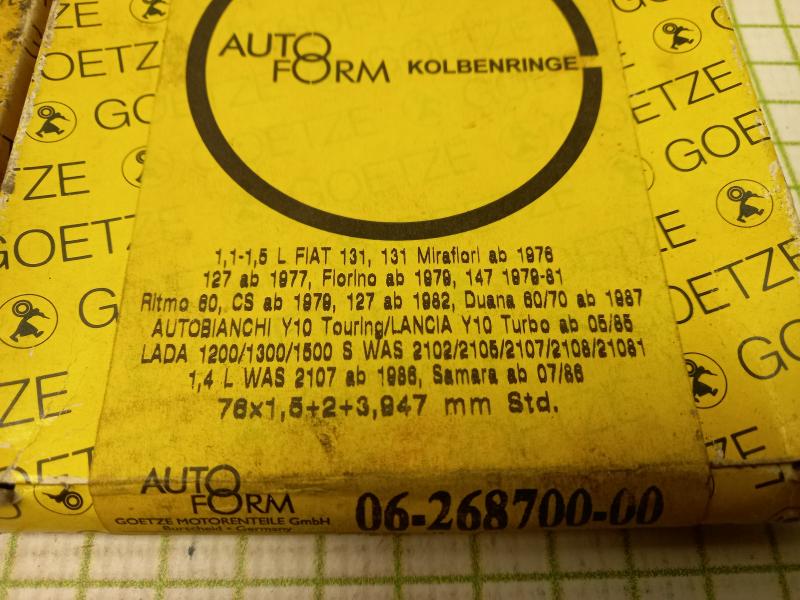 GOETZE
GOETZE
GOETZE
GOETZE
AUTO
FORM
KOLBENRINGE
1,1-1,5 L FIAT 131, 131 Mirafiori ab 1976
127 ab 1977, Fiorino ab 1979, 147 1979-81
Ritmo 60, CS ab 1979, 127 ab 1982, Duana 60/70 ab 1987
AUTOBIANCHI Y10 Touring/LANCIA Y10 Turbo ab 05/85
LADA 1200/1300/1500 S WAS 2102/2105/2107/2108/21081
1,4 L WAS 2107 ab 1986, Samara ab 07/86
76x1,5+2+3,947 mm Std.
AUTO
FORM
GOETZE MOTORENTEILE GmbH
Burscheid • Germany
06-268700-00